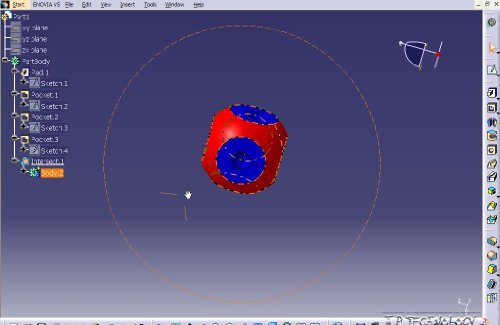 Start ENOVIA V5 File Edit View Insert Tools Window Help
Part1
xy plane
yz plane
zx plane
PartBody
Pad.1
Sketch.1
Pocket.1
Sketch.2
Pocket.2
Sketch.3
Pocket.3
Sketch.4
Intersect.1
Body.2